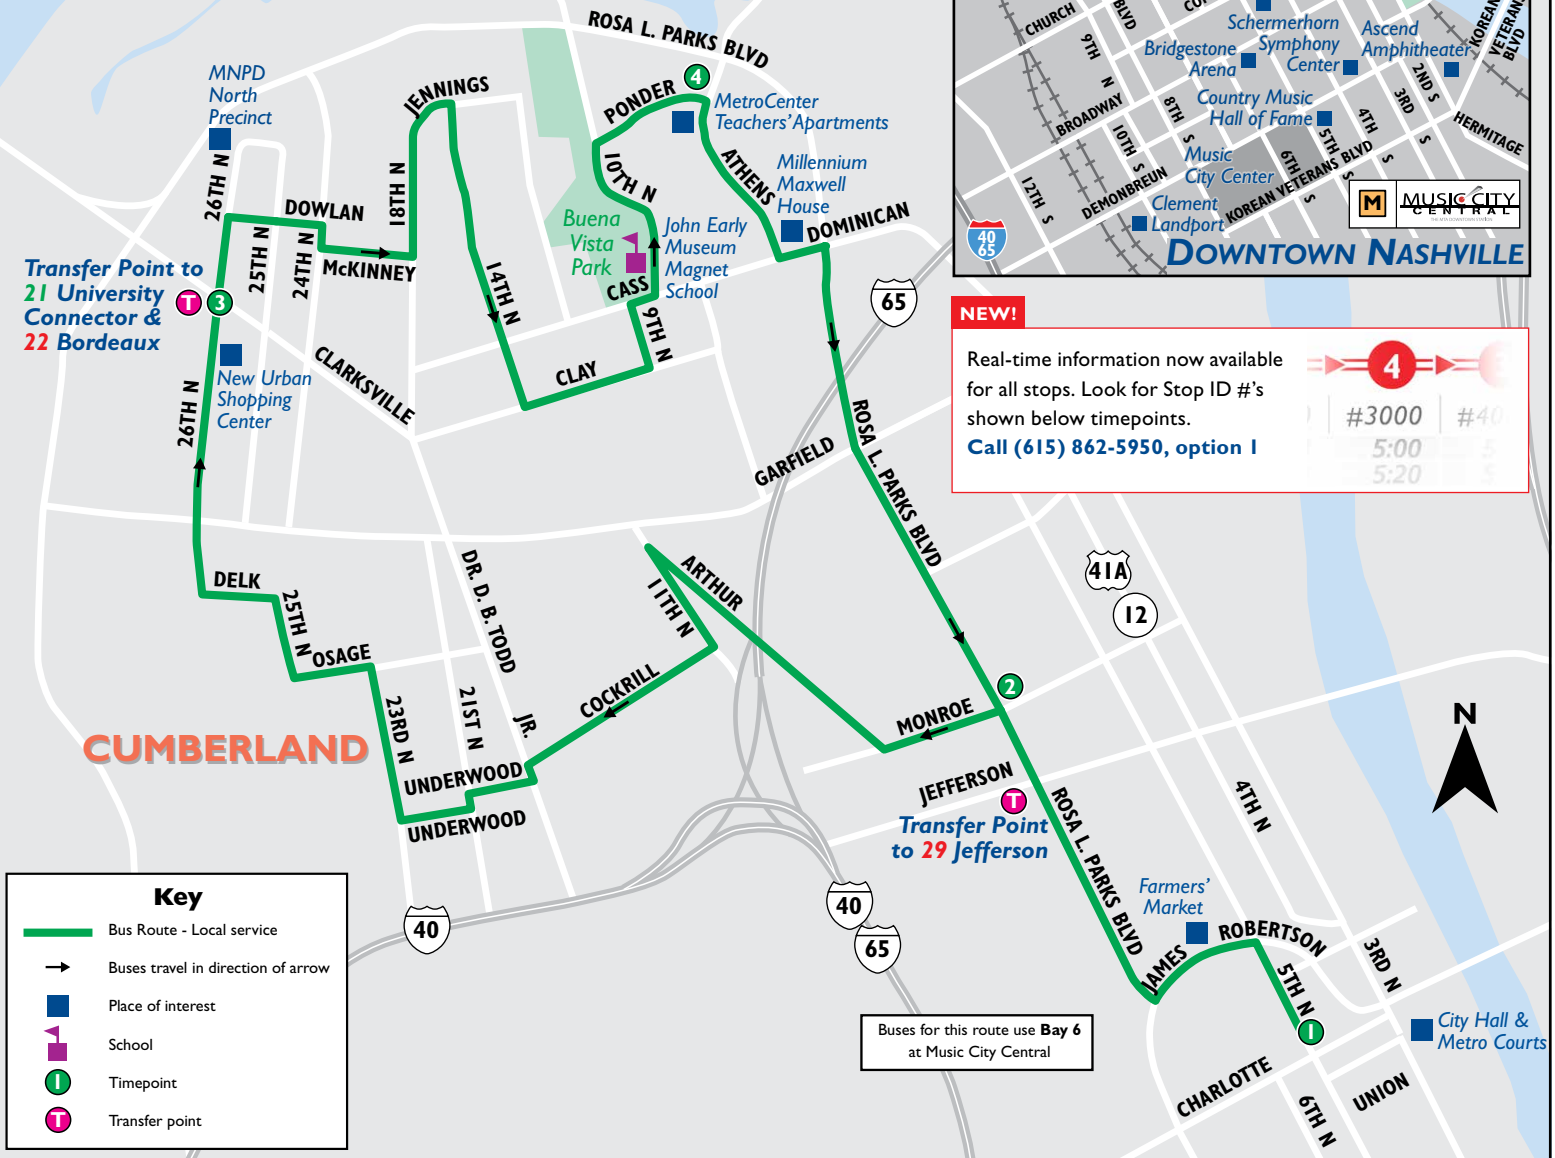 ROSA L. PARKS BLVD
MNPD
North
Precinct
JENNINGS
PONDER
4
MetroCenter
Teachers' Apartments
26TH N
DOWLAN
18TH N
10TH N
ATHENS
Millennium
Maxwell
House
25TH N
24TH N
McKINNEY
Buena
Vista
Park
John Early
Museum
Magnet
School
DOMINICAN
Transfer Point to
21 University
Connector &
22 Bordeaux
T
3
14TH N
CASS
9TH N
65
New Urban
Shopping
Center
CLARKSVILLE
CLAY
26TH N
GARFIELD
ROSA L. PARKS BLVD
DELK
25TH N
OSAGE
DR. D. B. TODD
JR.
11TH N
ARTHUR
41A
12
23RD N
21ST N
COCKRILL
2
MONROE
CUMBERLAND
UNDERWOOD
UNDERWOOD
JEFFERSON
T
Transfer Point
to 29 Jefferson
ROSA L. PARKS BLVD
4TH N
N
Farmers'
Market
JAMES
ROBERTSON
3RD N
5TH N
1
City Hall &
Metro Courts
40
40
65
CHARLOTTE
UNION
6TH N
Buses for this route use Bay 6
at Music City Central
Key
Bus Route - Local service
Buses travel in direction of arrow
Place of interest
School
1
Timepoint
T
Transfer point
CHURCH
BLVD
Schermerhorn
Symphony
Center
Ascend
Amphitheater
KOREAN
VETERANS
BLVD
9TH N
Bridgestone
Arena
2ND S
Country Music
Hall of Fame
8TH S
BROADWAY
3RD S
4TH S
5TH S
HERMITAGE
10TH S
Music
City Center
6TH S
KOREAN VETERANS BLVD
12TH S
DEMONBREUN
Clement
Landport
M
MUSIC CITY
CENTRAL
40
65
DOWNTOWN NASHVILLE
NEW!
Real-time information now available
for all stops. Look for Stop ID #'s
shown below timepoints.
Call (615) 862-5950, option 1
4
#3000
#40
5:00
5:20